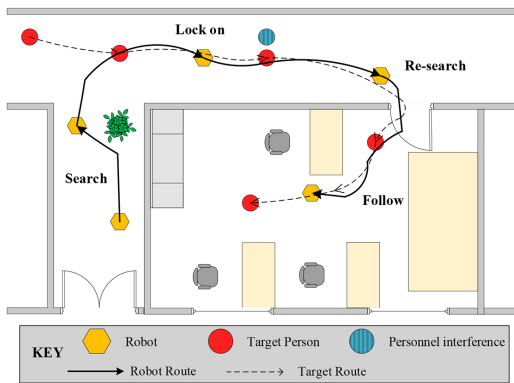 Lock on
Re-search
Search
Follow
KEY
Robot
Target Person
Personnel interference
Robot Route
Target Route